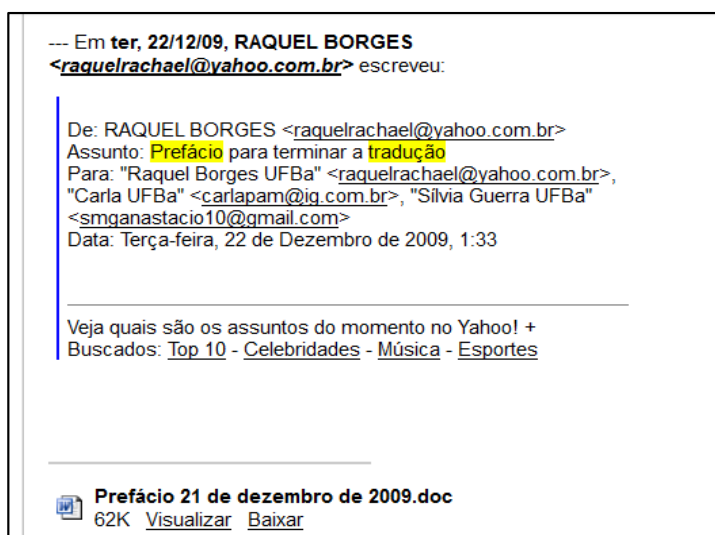 --- Em ter, 22/12/09, RAQUEL BORGES
<raquelrachael@yahoo.com.br> escreveu:
De: RAQUEL BORGES <raquelrachael@yahoo.com.br>
Assunto: Prefácio para terminar a tradução
Para: "Raquel Borges UFBa" <raquelrachael@yahoo.com.br>,
"Carla UFBa" <carlapam@ig.com.br>, "Sílvia Guerra UFBa"
<smganastacio10@gmail.com>
Data: Terça-feira, 22 de Dezembro de 2009, 1:33
Veja quais são os assuntos do momento no Yahoo! +
Buscados: Top 10 - Celebridades - Música - Esportes
Prefácio 21 de dezembro de 2009.doc
62K Visualizar Baixar